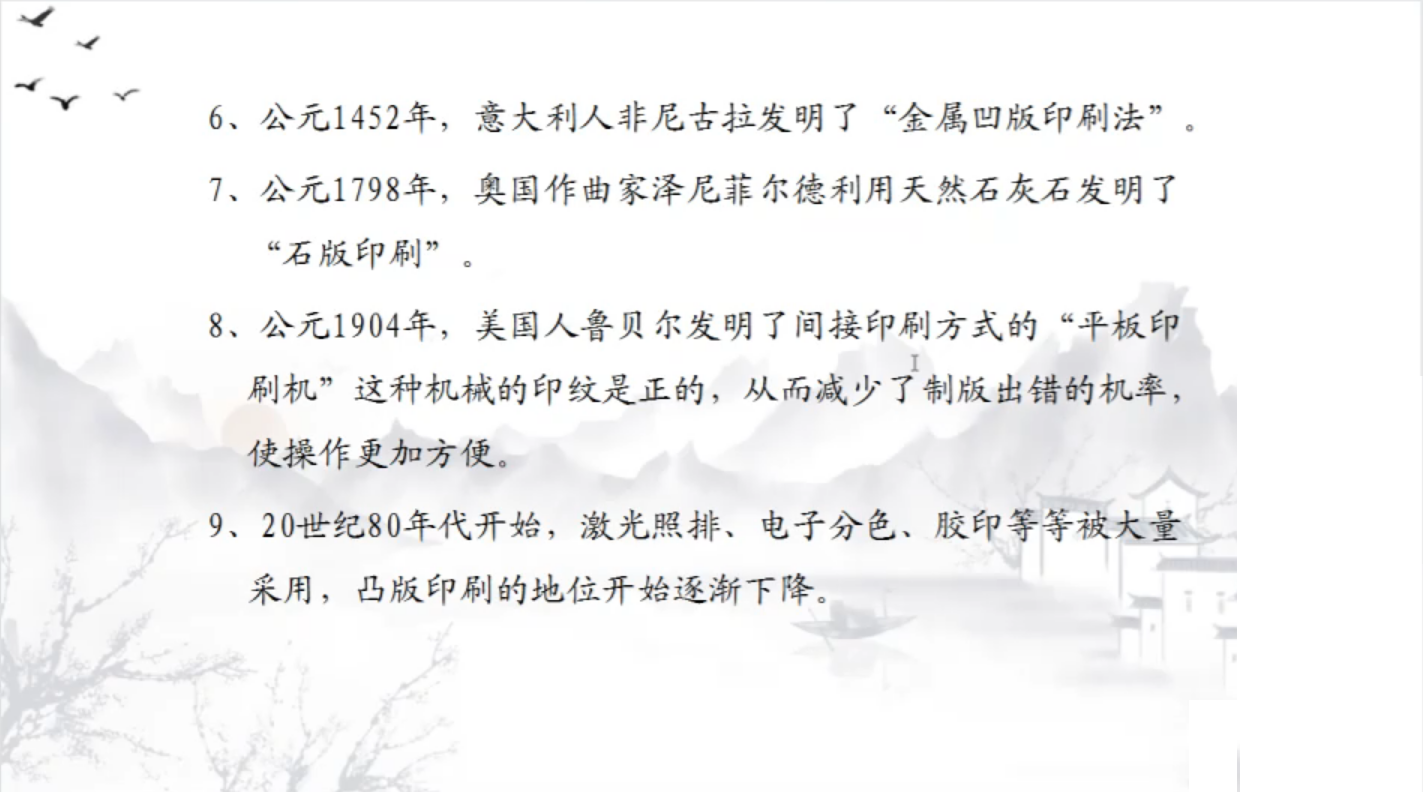 6、公元1452年，意大利人非尼古拉发明了“金属凹版印刷法”。
7、公元1798年，奥国作曲家泽尼菲尔德利用天然石灰石发明了
“石版印刷”。
8、公元1904年，美国人鲁贝尔发明了间接印刷方式的“平板印
刷机”这种机械的印纹是正的，从而减少了制版出错的机率，
使操作更加方便。
9、20世纪80年代开始，激光照排、电子分色、胶印等等被大量
采用，凸版印刷的地位开始逐渐下降。